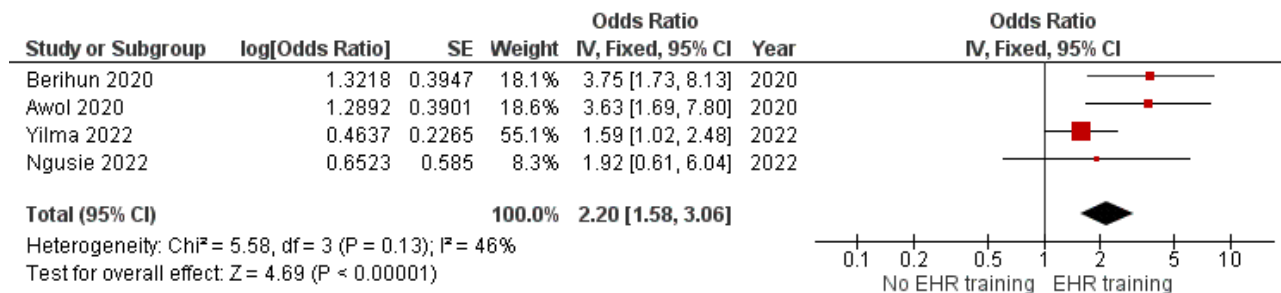 Odds Ratio Odds Ratio
Study or Subgroup log[Odds Ratio] SE Weight IV, Fixed, 95% CI Year IV, Fixed, 95% CI
Berihun 2020 1.3218 0.3947 18.1% 3.75 [1.73, 8.13] 2020
Awol 2020 1.2892 0.3901 18.6% 3.63 [1.69, 7.80] 2020
Yilma 2022 0.4637 0.2265 55.1% 1.59 [1.02, 2.48] 2022
Ngusie 2022 0.6523 0.585 8.3% 1.92 [0.61, 6.04] 2022
Total (95% CI) 100.0% 2.20 [1.58, 3.06]
Heterogeneity: Chi² = 5.58, df = 3 (P = 0.13); I² = 46%
Test for overall effect: Z = 4.69 (P < 0.00001)
0.1 0.2 0.5 1 2 5 10
No EHR training EHR training